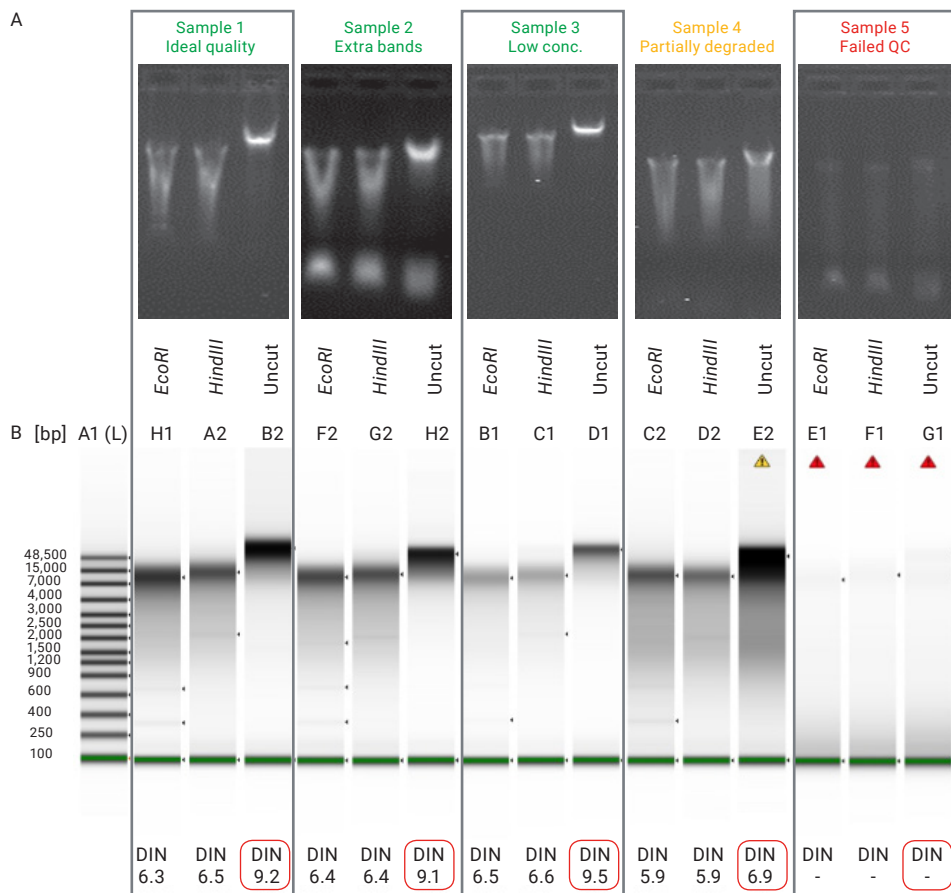 A
Sample 1
Ideal quality
Sample 2
Extra bands
Sample 3
Low conc.
Sample 4
Partially degraded
Sample 5
Failed QC
EcoRI HindIII Uncut EcoRI HindIII Uncut EcoRI HindIII Uncut EcoRI HindIII Uncut EcoRI HindIII Uncut
B [bp] A1 (L) H1 A2 B2 F2 G2 H2 B1 C1 D1 C2 D2 E2 E1 F1 G1
48,500
15,000
7,000
4,000
3,000
2,500
2,000
1,500
1,200
900
600
400
250
100
DIN DIN DIN DIN DIN DIN DIN DIN DIN DIN DIN DIN DIN DIN DIN
6.3 6.5 9.2 6.4 6.4 9.1 6.5 6.6 9.5 5.9 5.9 6.9 - - -